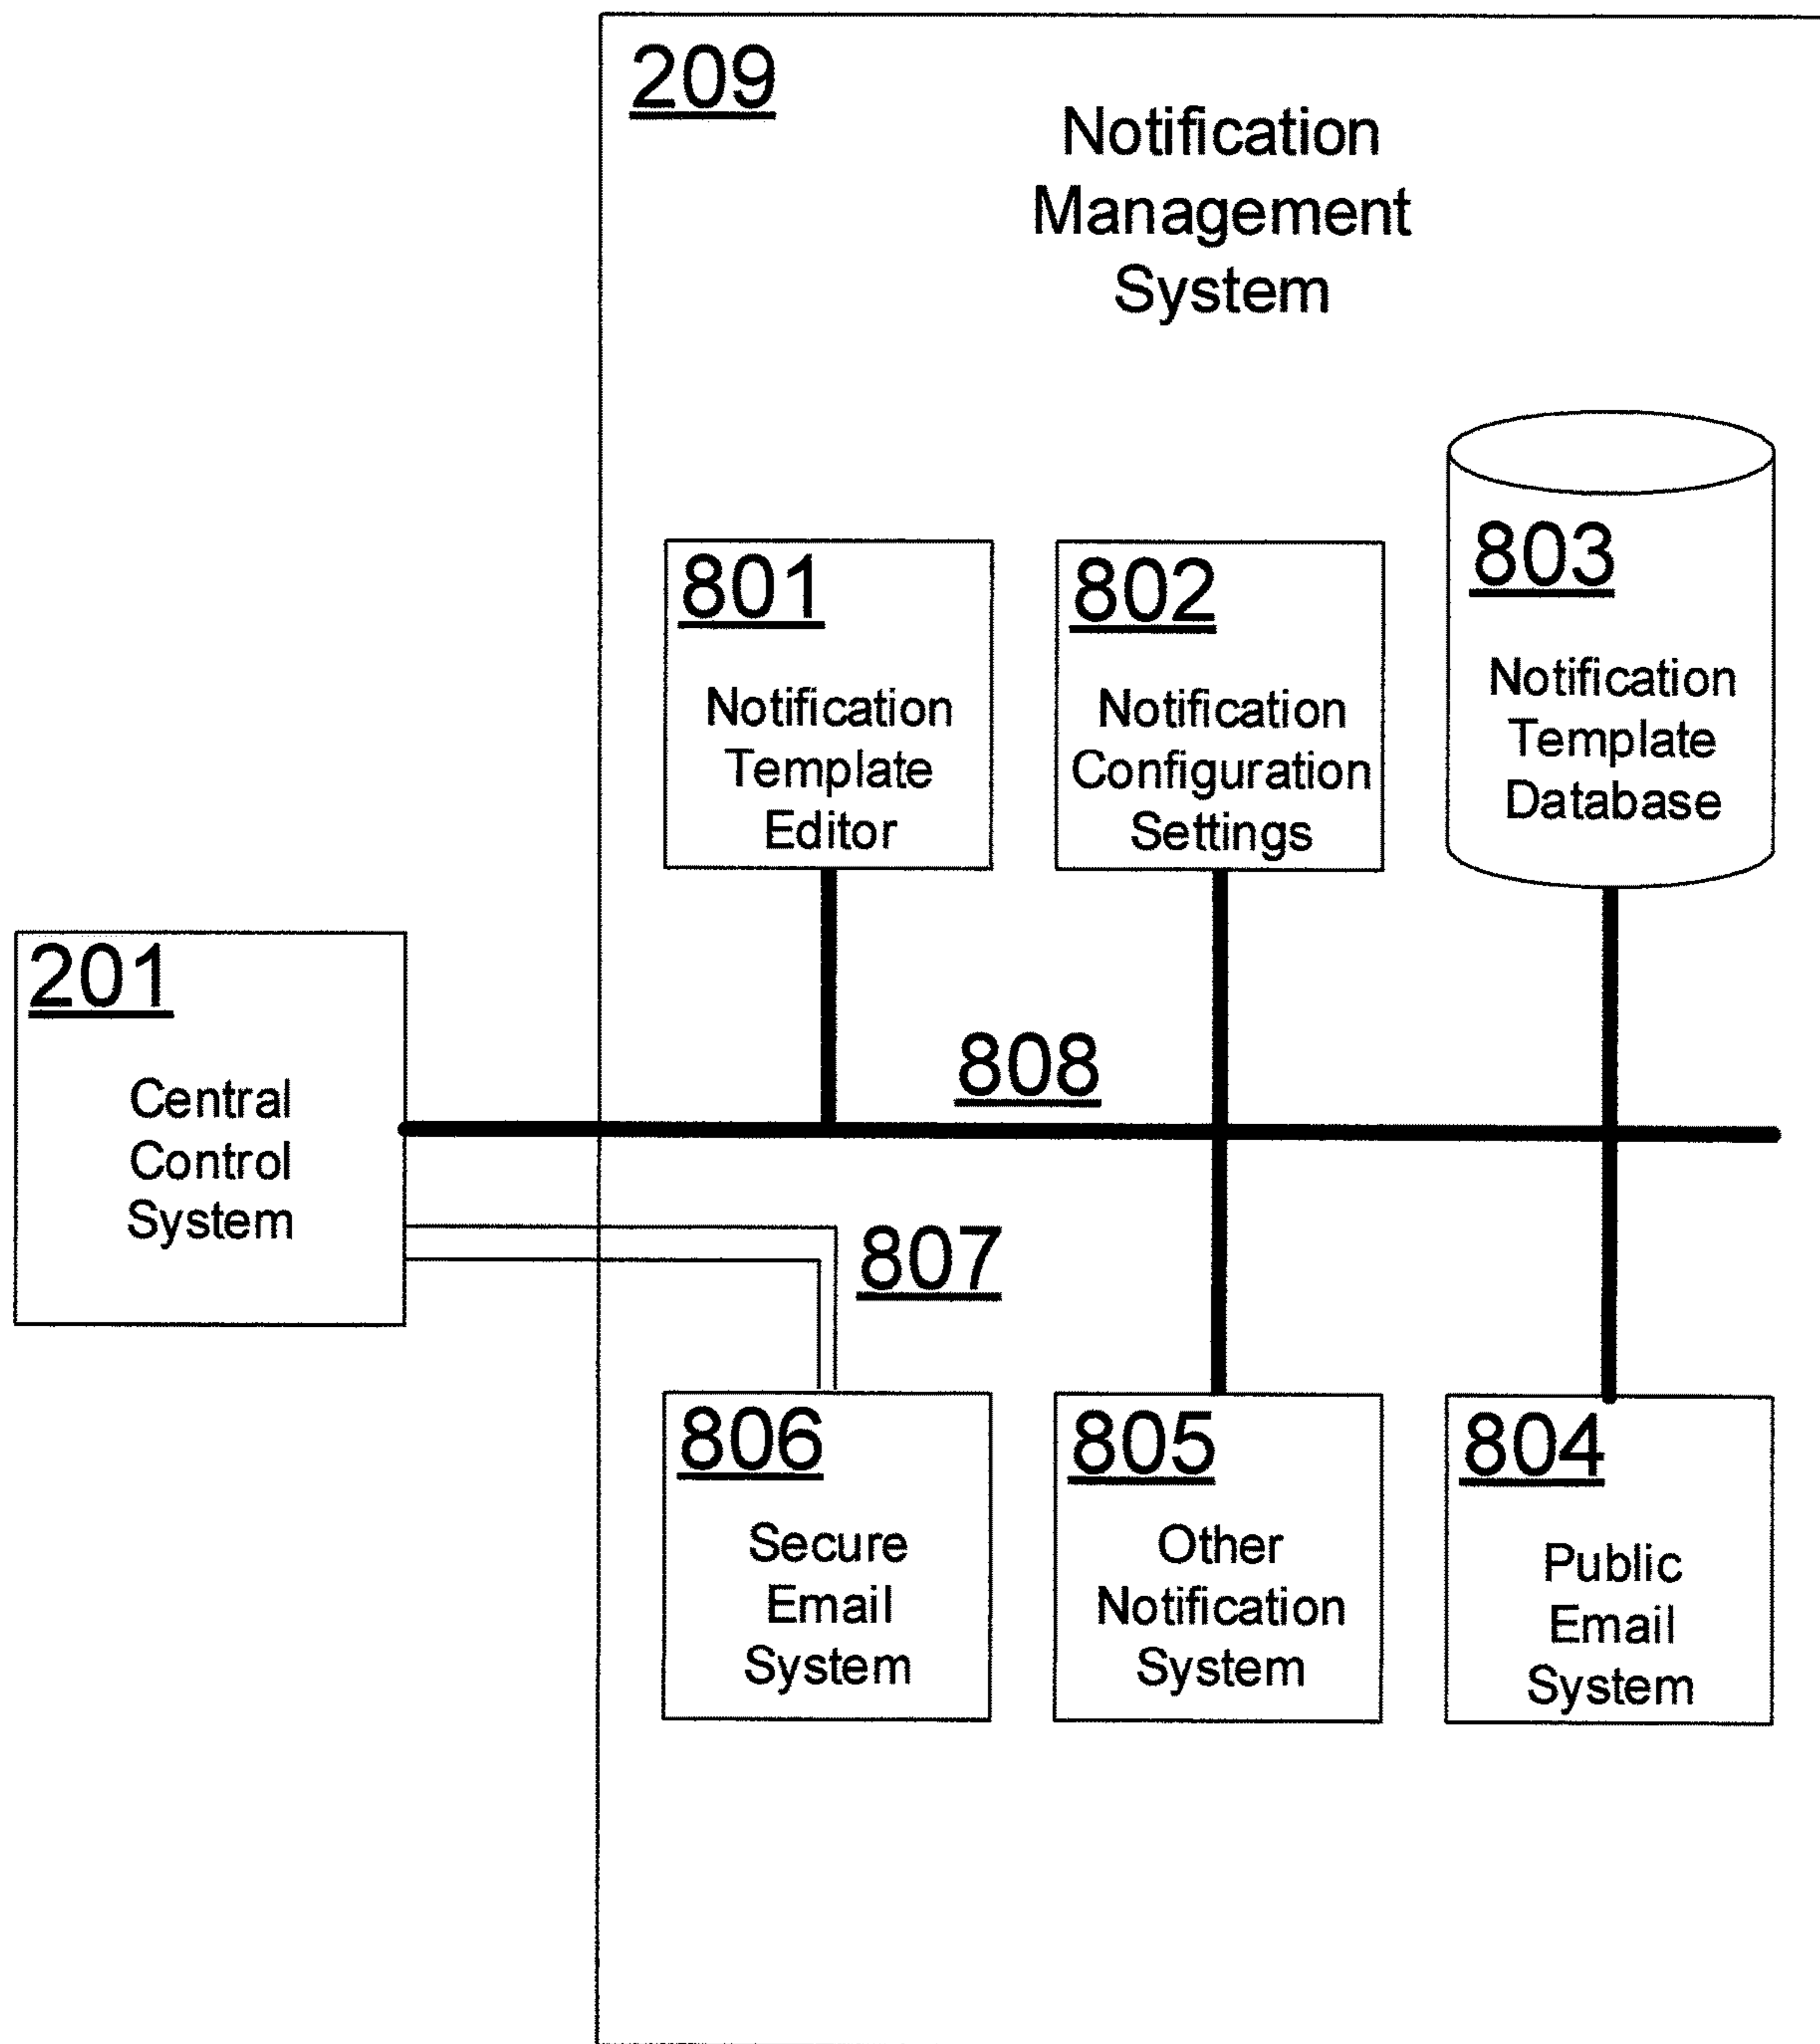 209
Notification
Management
System
801
Notification
Template
Editor
802
Notification
Configuration
Settings
803
Notification
Template
Database
201
Central
Control
System
808
807
806
Secure
Email
System
805
Other
Notification
System
804
Public
Email
System